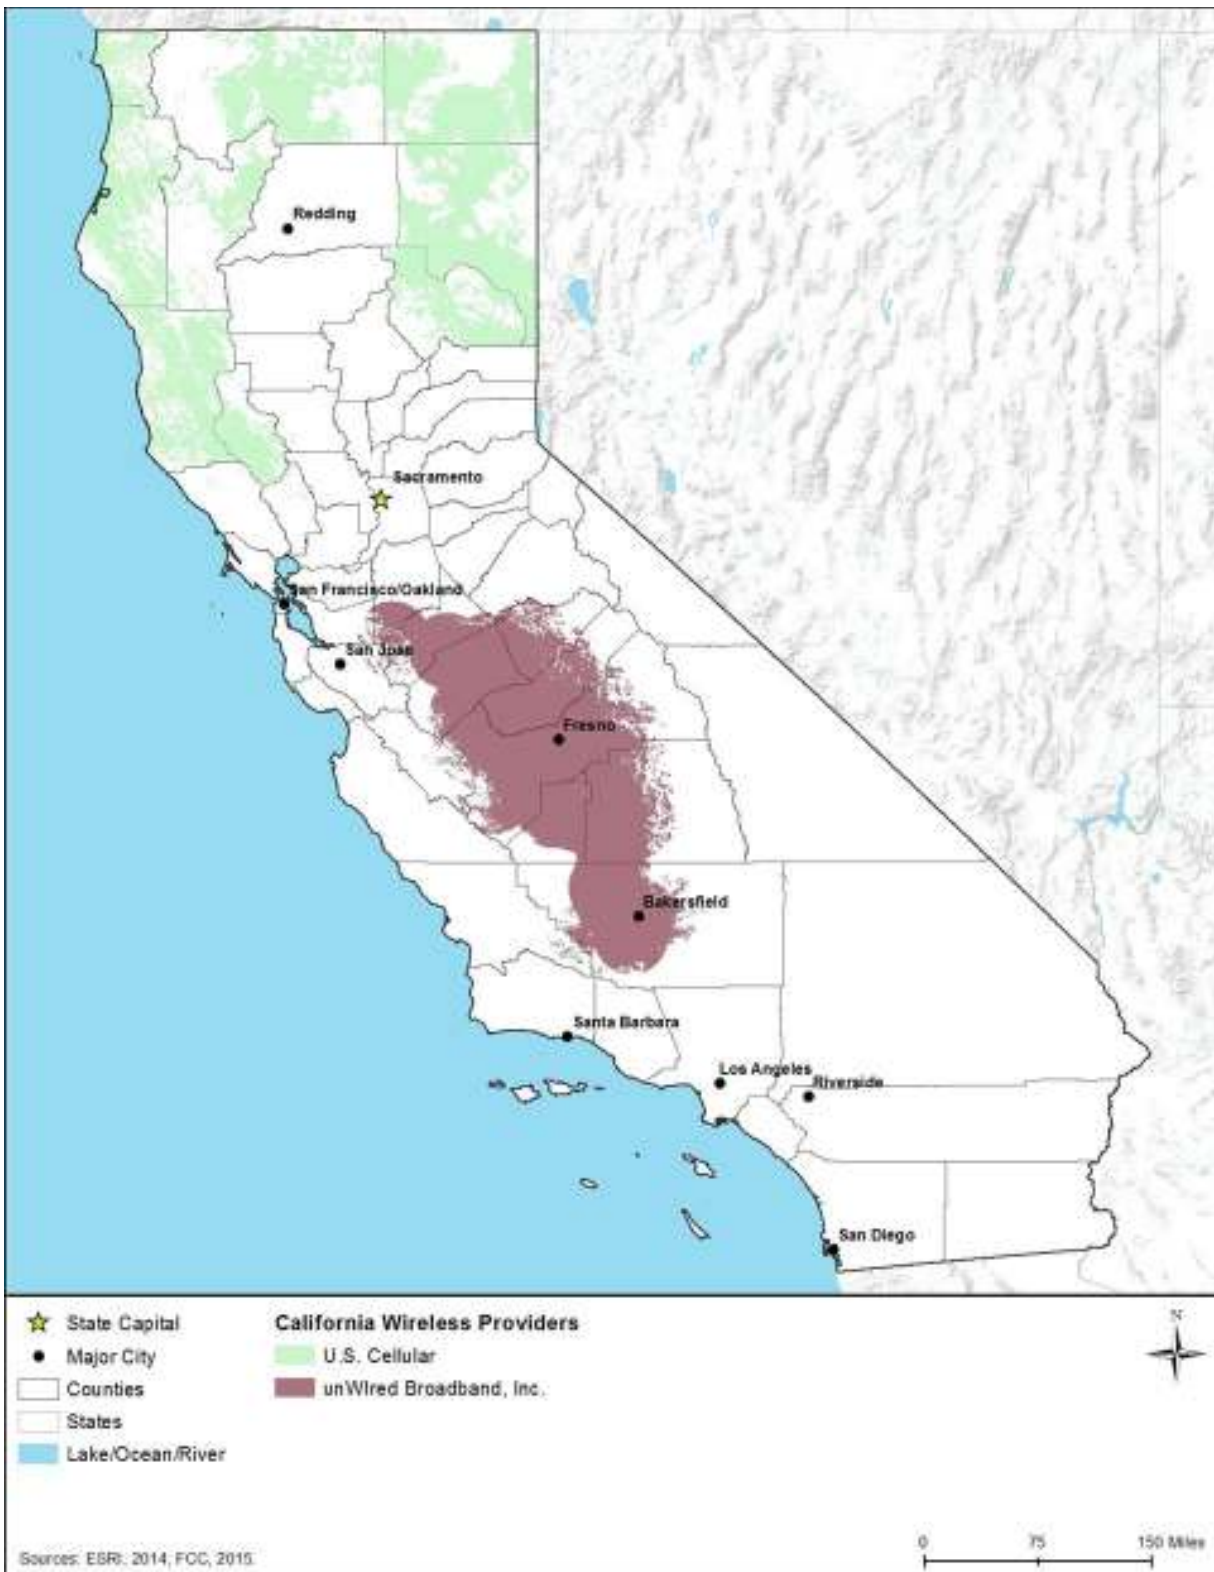 Redding
Sacramento
San Francisco/Oakland
San Jose
Fresno
Bakersfield
Santa Barbara
Los Angeles
Riverside
San Diego
State Capital
Major City
Counties
States
Lake/Ocean/River
California Wireless Providers
U.S. Cellular
unWIred Broadband, Inc.
N
Sources: ESRI. 2014, FCC, 2015.
0 75 150 Miles